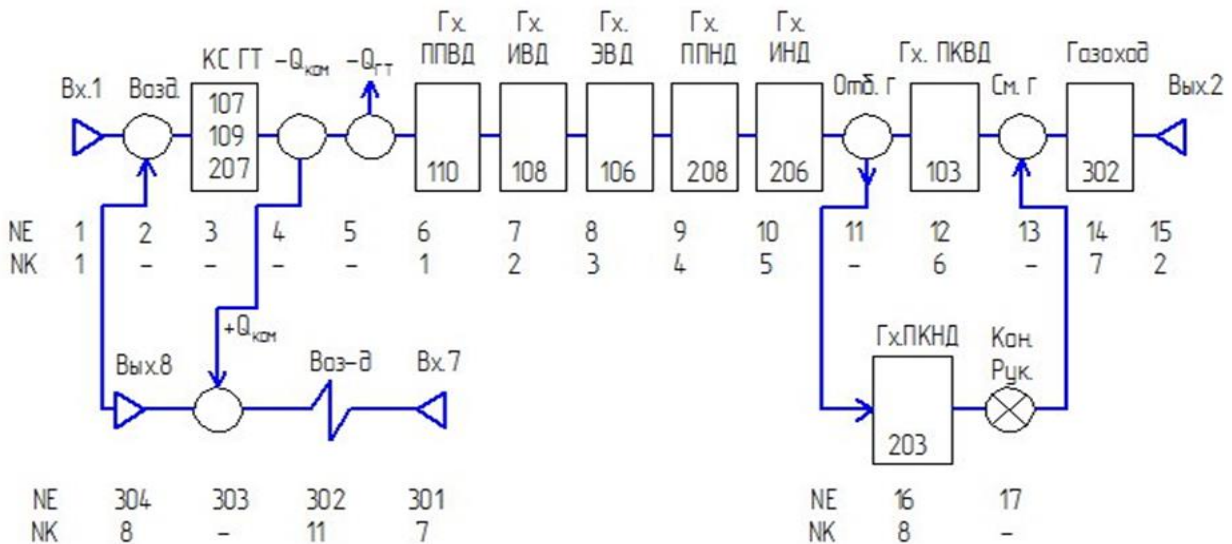 Гх. Гх. Гх. Гх. Гх.
КС ГТ -Qком -QГТ ППВД ИВД ЭВД ППНД ИНД Гх. ПКВД Газоход
Вх.1 Возд. Отб. Г См. Г Вых.2
107
109
207 110 108 106 208 206 103 302
NE 1 2 3 4 5 6 7 8 9 10 11 12 13 14 15
NK 1 - - - - 1 2 3 4 5 - 6 - 7 2
+Qком Гх.ПКНД Кон.
Вых.8 Воз-д Вх.7 Рук.
203
NE 304 303 302 301 NE 16 17
NK 8 - 11 7 NK 8 -